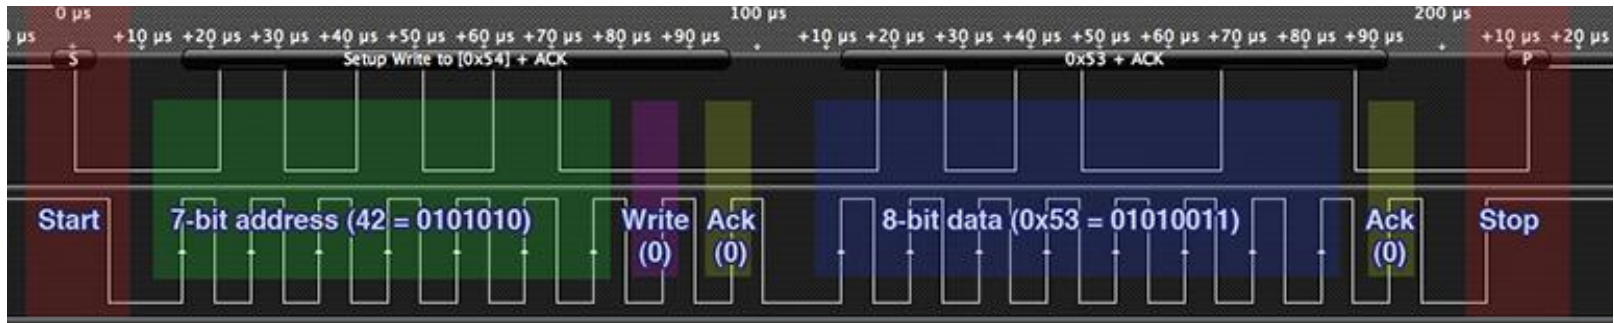 0 µs 100 µs 200 µs
µs +10 µs +20 µs +30 µs +40 µs +50 µs +60 µs +70 µs +80 µs +90 µs +10 µs +20 µs +30 µs +40 µs +50 µs +60 µs +70 µs +80 µs +90 µs +10 µs +20 µs
S Setup Write to [0x54] + ACK 0x53 + ACK P
Start 7-bit address (42 = 0101010) Write Ack 8-bit data (0x53 = 01010011) Ack Stop
(0) (0) (0)